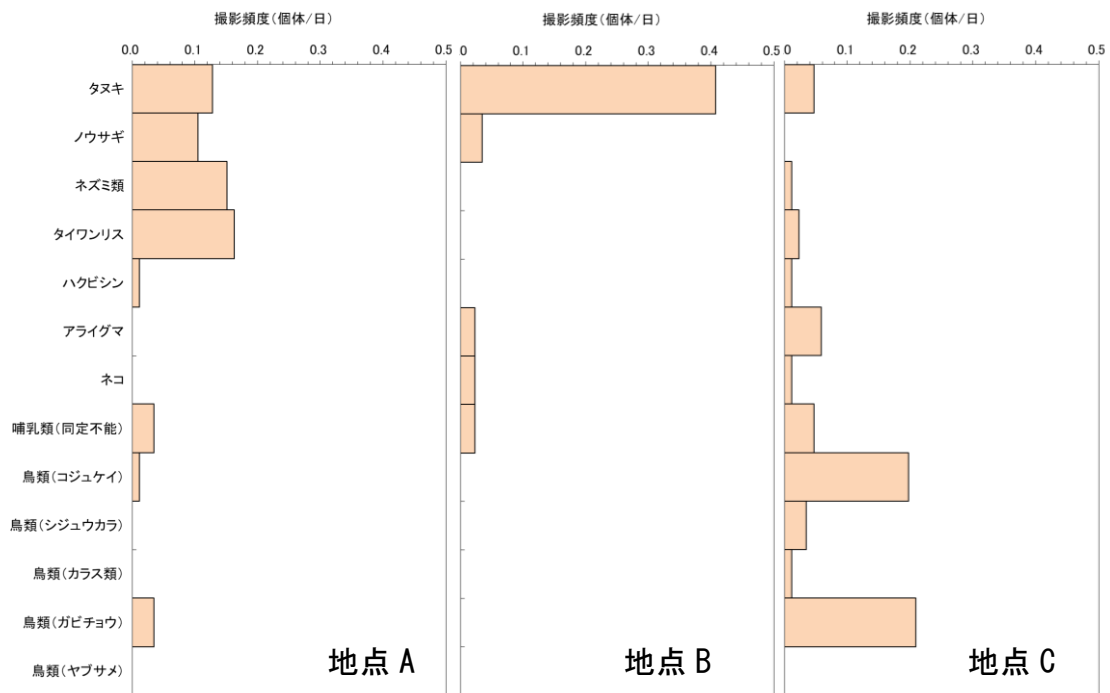 撮影頻度(個体/日) 撮影頻度(個体/日) 撮影頻度(個体/日)
0.0 0.1 0.2 0.3 0.4 0.5 0 0.1 0.2 0.3 0.4 0.5 0 0.1 0.2 0.3 0.4 0.5
タヌキ
ノウサギ
ネズミ類
タイワンリス
ハクビシン
アライグマ
ネコ
哺乳類(同定不能)
鳥類(コジュケイ)
鳥類(シジュウカラ)
鳥類(カラス類)
鳥類(ガビチョウ)
鳥類(ヤブサメ)
地点A 地点B 地点C